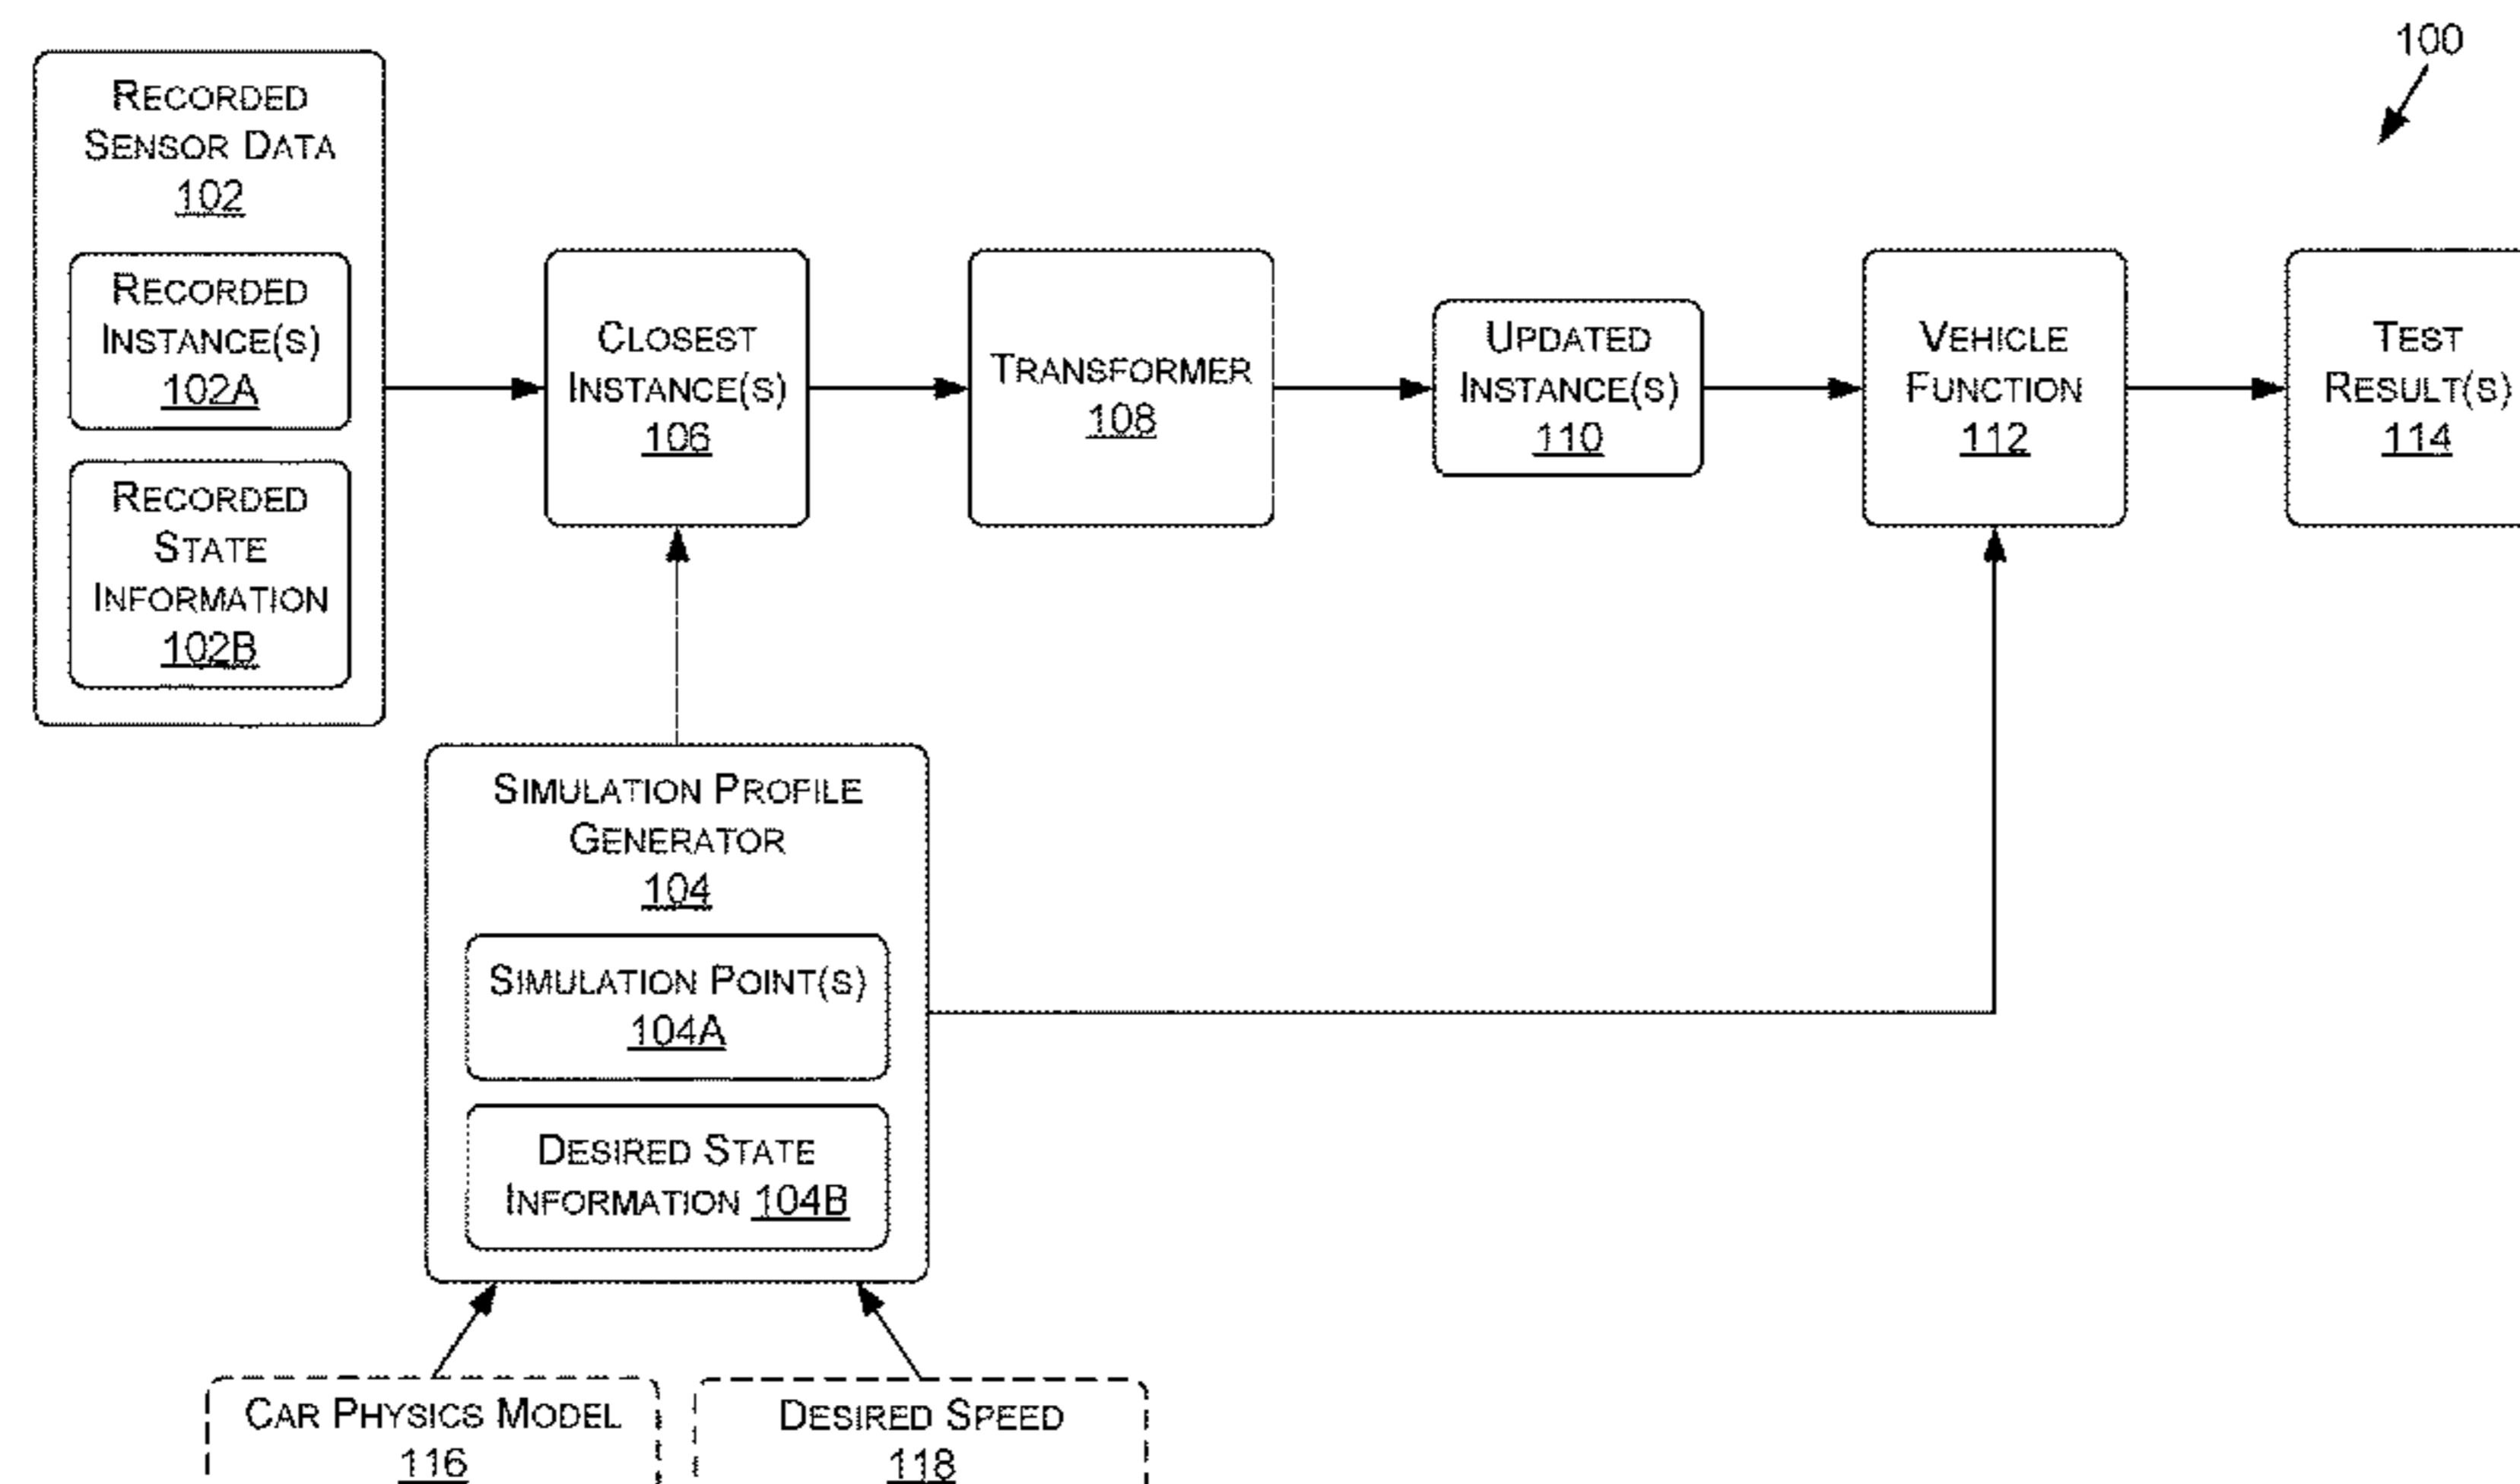 100
RECORDED
SENSOR DATA
102
RECORDED
INSTANCE(S)
102A
RECORDED
STATE
INFORMATION
102B
CLOSEST
INSTANCE(S)
106
TRANSFORMER
108
UPDATED
INSTANCE(S)
110
VEHICLE
FUNCTION
112
TEST
RESULT(S)
114
SIMULATION PROFILE
GENERATOR
104
SIMULATION POINT(S)
104A
DESIRED STATE
INFORMATION 104B
CAR PHYSICS MODEL
116
DESIRED SPEED
118